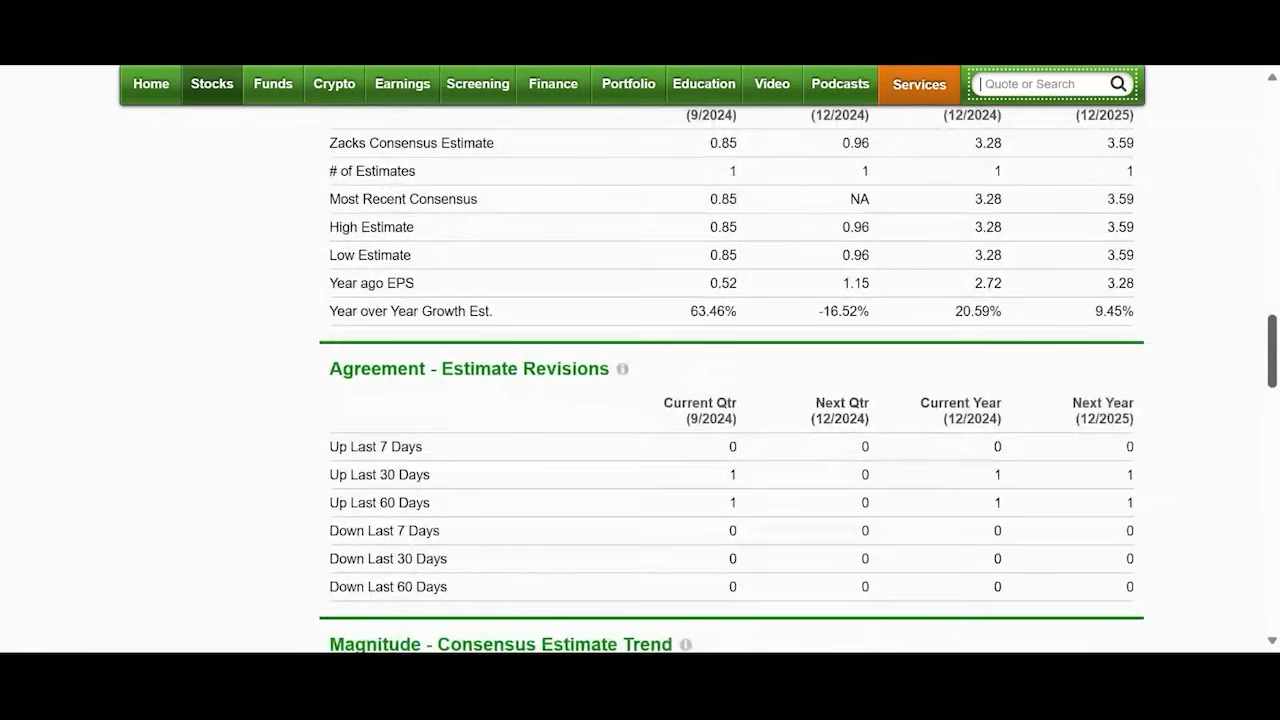 Home Stocks Funds Crypto Earnings Screening Finance Portfolio Education Video Podcasts Services Quote or Search
(9/2024) (12/2024) (12/2024) (12/2025)
Zacks Consensus Estimate 0.85 0.96 3.28 3.59
# of Estimates 1 1 1 1
Most Recent Consensus 0.85 NA 3.28 3.59
High Estimate 0.85 0.96 3.28 3.59
Low Estimate 0.85 0.96 3.28 3.59
Year ago EPS 0.52 1.15 2.72 3.28
Year over Year Growth Est. 63.46% -16.52% 20.59% 9.45%
Agreement - Estimate Revisions
Current Qtr Next Qtr Current Year Next Year
(9/2024) (12/2024) (12/2024) (12/2025)
Up Last 7 Days 0 0 0 0
Up Last 30 Days 1 0 1 1
Up Last 60 Days 1 0 1 1
Down Last 7 Days 0 0 0 0
Down Last 30 Days 0 0 0 0
Down Last 60 Days 0 0 0 0
Magnitude - Consensus Estimate Trend